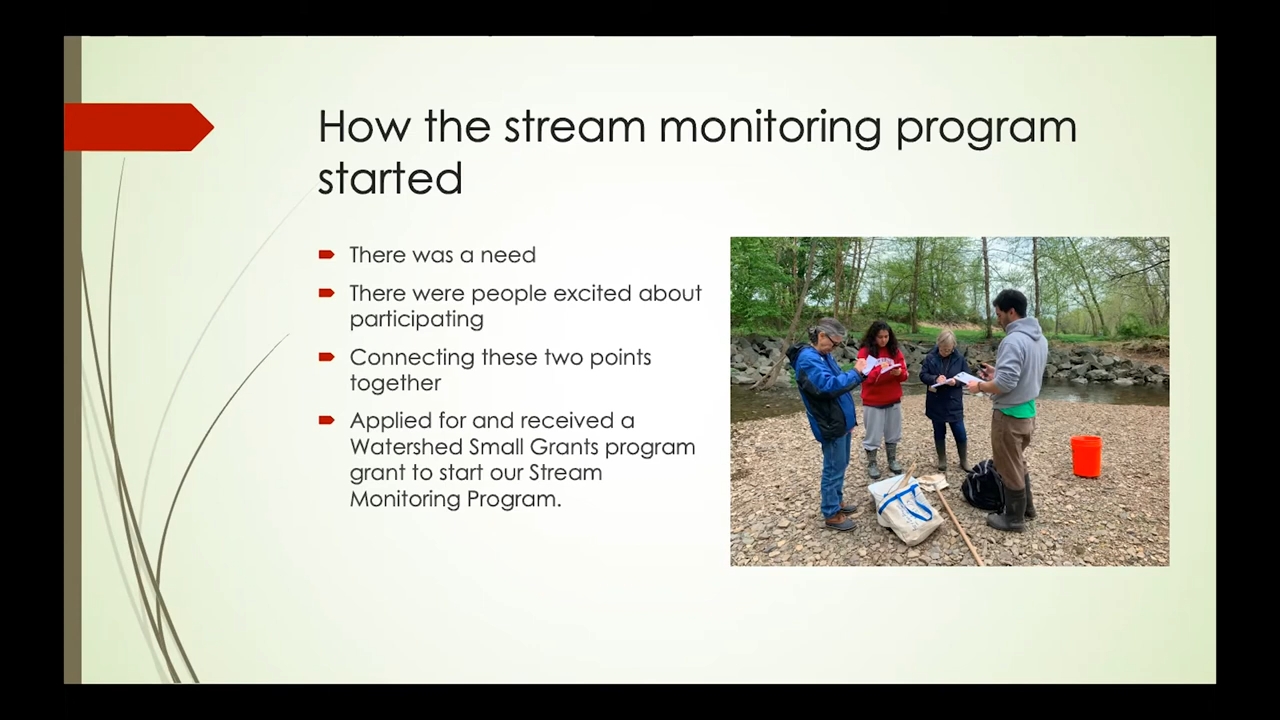 How the stream monitoring program
started
There was a need
There were people excited about
participating
Connecting these two points
together
Applied for and received a
Watershed Small Grants program
grant to start our Stream
Monitoring Program.